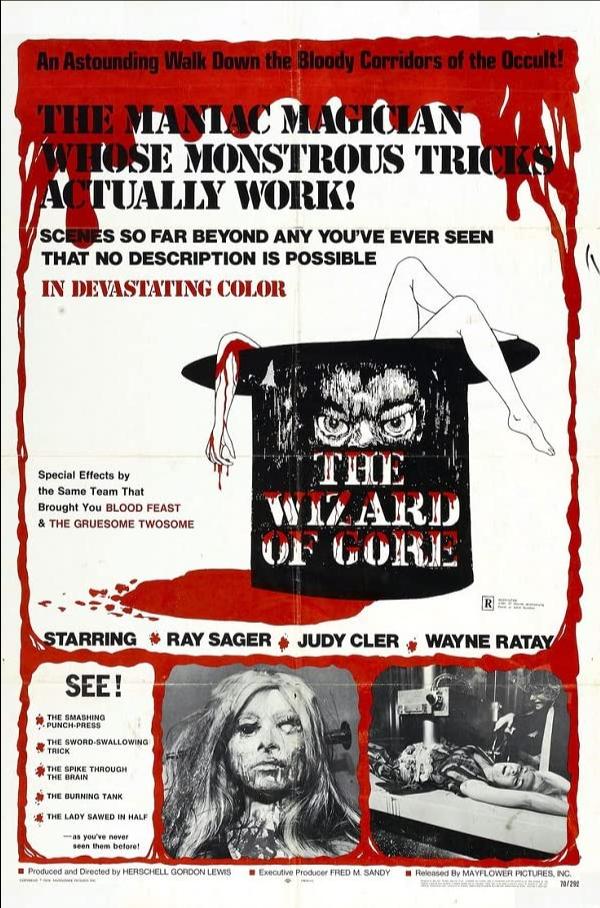 An Astounding Walk Down the Bloody Corridors of the Occult!
THE MANIAC MAGICIAN
WHOSE MONSTROUS TRICKS
ACTUALLY WORK!
SCENES SO FAR BEYOND ANY YOU'VE EVER SEEN
THAT NO DESCRIPTION IS POSSIBLE
IN DEVASTATING COLOR
THE
WIZARD
OF GORE
Special Effects by
the Same Team That
Brought You BLOOD FEAST
& THE GRUESOME TWOSOME
R
STARRING RAY SAGER JUDY CLER WAYNE RATAY
SEE!
THE SMASHING
PUNCH-PRESS
THE SWORD-SWALLOWING
TRICK
THE SPIKE THROUGH
THE BRAIN
THE BURNING TANK
THE LADY SAWED IN HALF
—as you've never
seen them before!
Produced and Directed by HERSCHELL GORDON LEWIS Executive Producer FRED M. SANDY Released By MAYFLOWER PICTURES, INC.
70/292